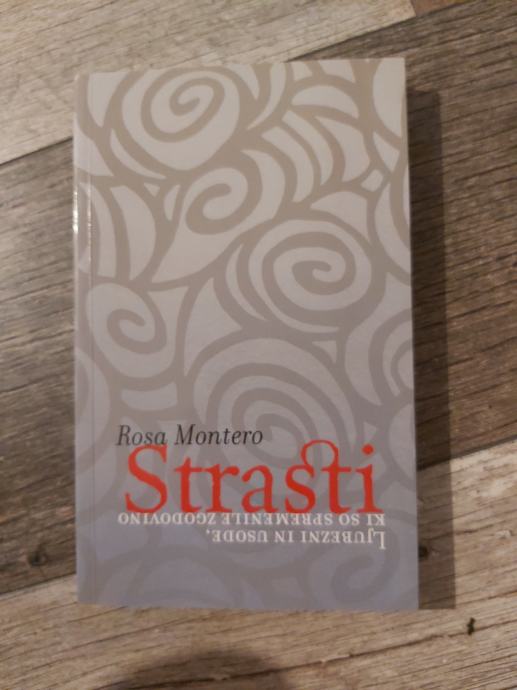 Rosa Montero
Strasti
Ljubezni in usode,
ki so spremenile zgodovino